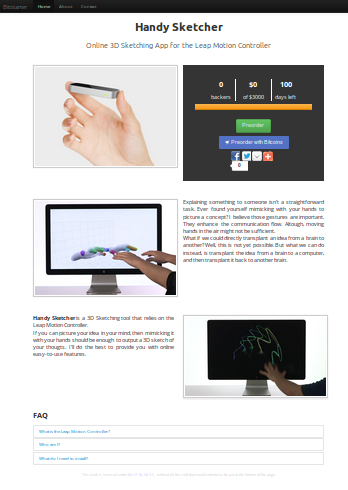 Bitstarter Home About Contact
Handy Sketcher
Online 3D Sketching App for the Leap Motion Controller
0 $0 100
backers of $3000 days left
Preorder
Preorder with Bitcoins
0
Explaining something to someone isn't a straightforward
task. Ever found yourself mimicking with your hands to
picture a concept? I believe those gestures are important.
They enhance the communication flow. Altough, moving
hands in the air might not be sufficient.
What if we could directly transplant an idea from a brain to
another? Well, this is not yet possible. But what we can do
instead, is transplant the idea from a brain to a computer,
and then transplant it back to another brain.
Handy Sketcher is a 3D Sketching tool that relies on the
Leap Motion Controller.
If you can picture your idea in your mind, then mimicking it
with your hands should be enough to output a 3D sketch of
your thougts. I'll do the best to provide you with online
easy-to-use features.
FAQ
What is the Leap Motion Controller?
Who am I?
What do I need to install?